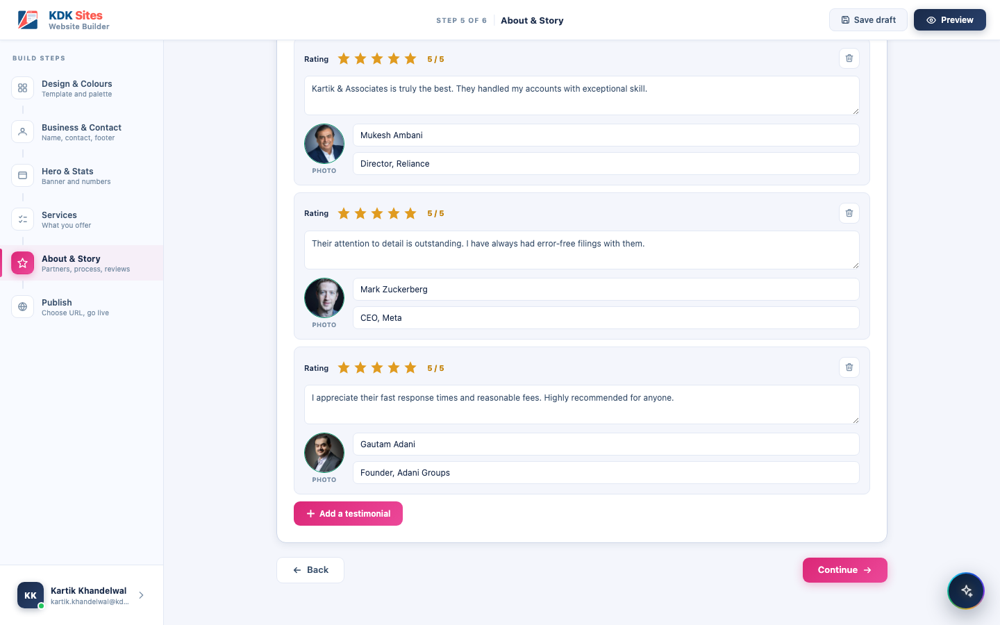 KDK Sites
Website Builder
STEP 5 OF 6
About & Story
Save draft
Preview
BUILD STEPS
Design & Colours
Template and palette
Business & Contact
Name, contact, footer
Hero & Stats
Banner and numbers
Services
What you offer
About & Story
Partners, process, reviews
Publish
Choose URL, go live
KK
Kartik Khandelwal
kartik.khandelwal@kd...
Rating
5 / 5
Kartik & Associates is truly the best. They handled my accounts with exceptional skill.
PHOTO
Mukesh Ambani
Director, Reliance
Rating
5 / 5
Their attention to detail is outstanding. I have always had error-free filings with them.
PHOTO
Mark Zuckerberg
CEO, Meta
Rating
5 / 5
I appreciate their fast response times and reasonable fees. Highly recommended for anyone.
PHOTO
Gautam Adani
Founder, Adani Groups
Add a testimonial
Back
Continue